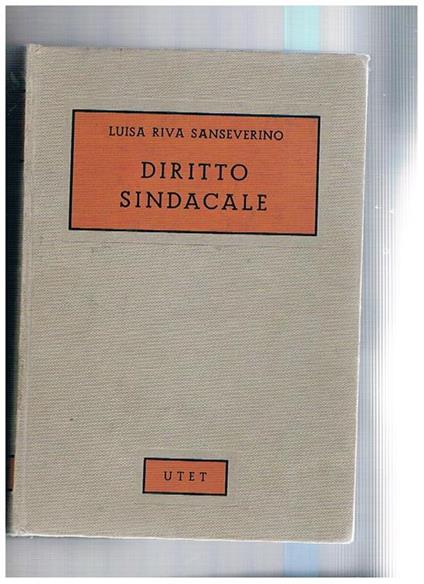 LUISA RIVA SANSEVERINO
DIRITTO
SINDACALE
UTET